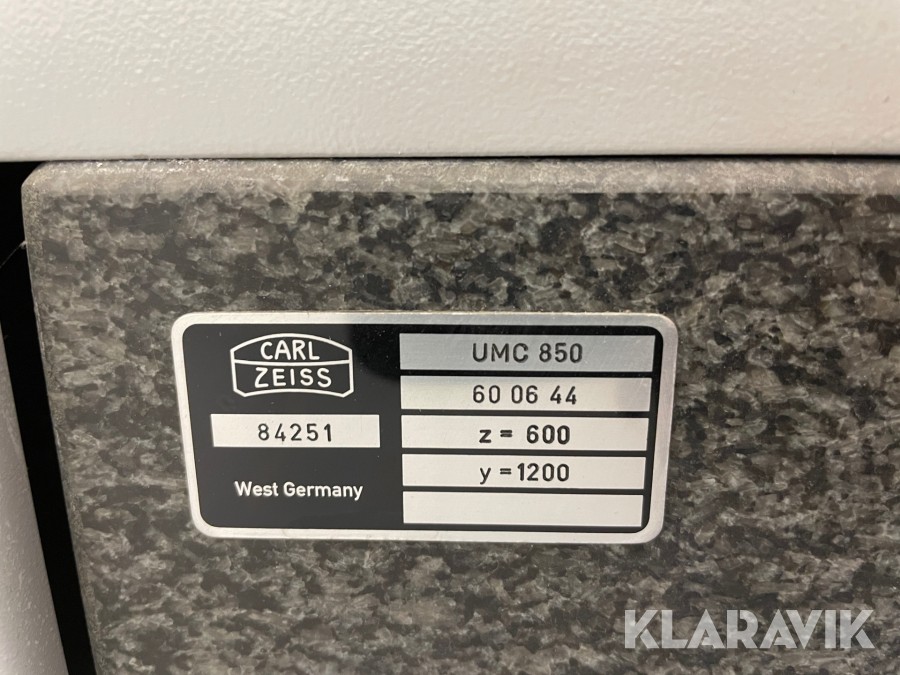 CARL
ZEISS
84251
West Germany
UMC 850
60 06 44
z = 600
y = 1200
KLARAVIK